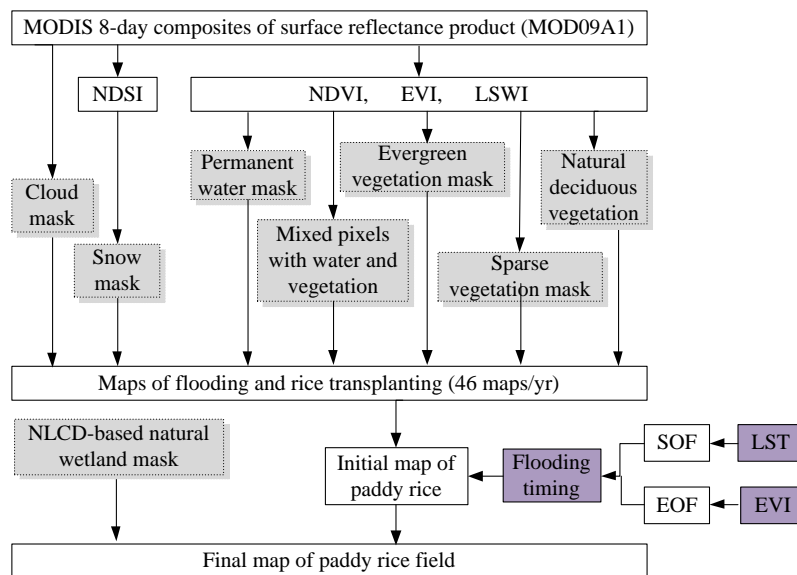 MODIS 8-day composites of surface reflectance product (MOD09A1)
NDSI
NDVI, EVI, LSWI
Cloud
mask
Snow
mask
Permanent
water mask
Mixed pixels
with water and
vegetation
Evergreen
vegetation mask
Sparse
vegetation mask
Natural
deciduous
vegetation
Maps of flooding and rice transplanting (46 maps/yr)
NLCD-based natural
wetland mask
Initial map of
paddy rice
Flooding
timing
SOF
LST
EOF
EVI
Final map of paddy rice field